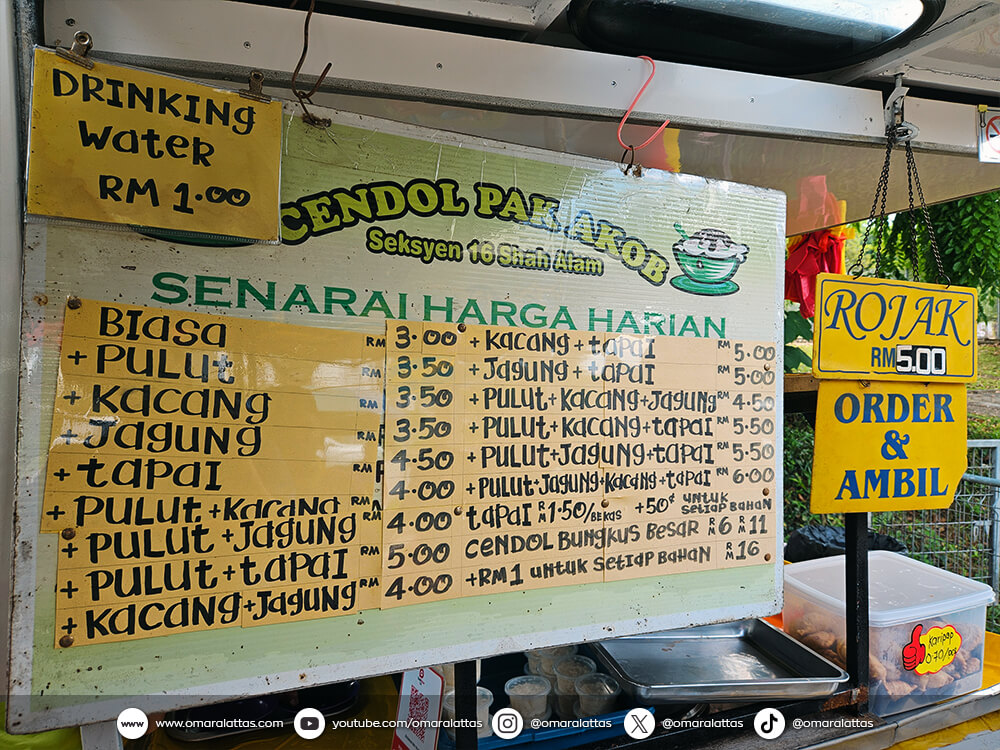 DRINKING
Water
RM 1.00
CENDOL PAK AKOB
Seksyen 16 Shah Alam
SENARAI HARGA HARIAN
BIASA RM 3.00
+ PULUT RM 3.50
+ KACANG RM 3.50
+ JAGUNG 3.50
+ tapai RM 4.50
+ PULUT + KACANG RM 4.00
+ PULUT + JAGUNG RM 4.00
+ PULUT + tapai RM 5.00
+ KACANG + JAGUNG RM 4.00
+ KACANG + tapai RM 5.00
+ JAGUNG + tapai RM 5.00
+ PULUT + KACANG + JAGUNG RM 4.50
+ PULUT + KACANG + tapai RM 5.50
+ PULUT + JAGUNG + tapai RM 5.50
+ PULUT + JAGUNG + KACANG + tapai RM 6.00
tapai RM 1.50/BEKAS +50¢ untuk setiap BAHAN
CENDOL BUNGKUS BESAR RM 6 RM 11
+RM 1 untuk setiap BAHAN RM 16
ROJAK
RM5.00
ORDER
&
AMBIL
Karipap
0.70/pcs
www.omaralattas.com youtube.com/omaralattas @omaralattas @omaralattas @omaralattas